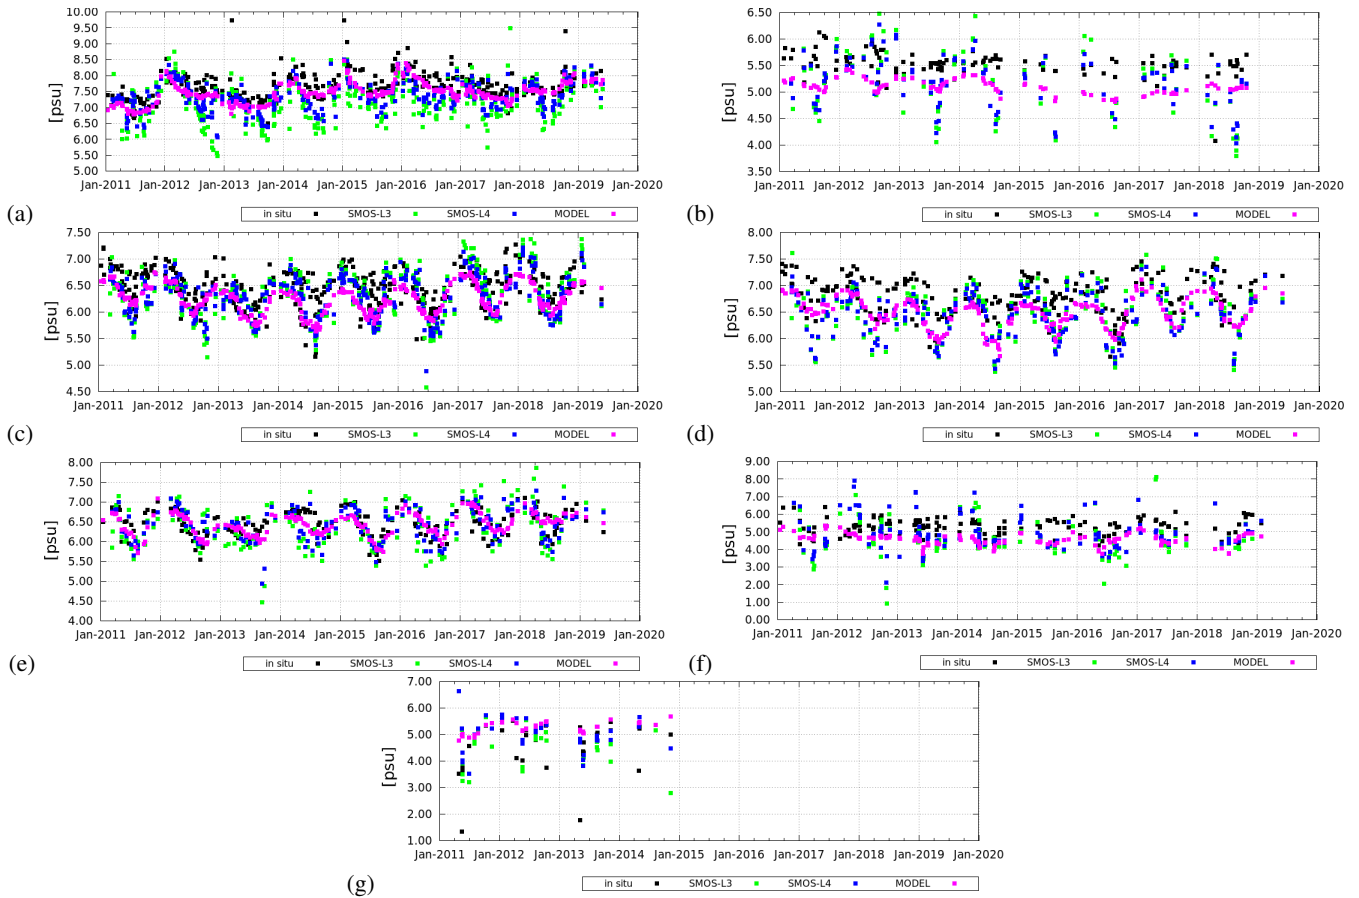 10.00 9.50 9.00 8.50 8.00 7.50 7.00 6.50 6.00 5.50 5.00
[psu]
Jan-2011 Jan-2012 Jan-2013 Jan-2014 Jan-2015 Jan-2016 Jan-2017 Jan-2018 Jan-2019 Jan-2020
(a)
in situ SMOS-L3 SMOS-L4 MODEL
6.50 6.00 5.50 5.00 4.50 4.00 3.50
[psu]
Jan-2011 Jan-2012 Jan-2013 Jan-2014 Jan-2015 Jan-2016 Jan-2017 Jan-2018 Jan-2019 Jan-2020
(b)
in situ SMOS-L3 SMOS-L4 MODEL
7.50 7.00 6.50 6.00 5.50 5.00 4.50
[psu]
Jan-2011 Jan-2012 Jan-2013 Jan-2014 Jan-2015 Jan-2016 Jan-2017 Jan-2018 Jan-2019 Jan-2020
(c)
in situ SMOS-L3 SMOS-L4 MODEL
8.00 7.50 7.00 6.50 6.00 5.50 5.00
[psu]
Jan-2011 Jan-2012 Jan-2013 Jan-2014 Jan-2015 Jan-2016 Jan-2017 Jan-2018 Jan-2019 Jan-2020
(d)
in situ SMOS-L3 SMOS-L4 MODEL
8.00 7.50 7.00 6.50 6.00 5.50 5.00 4.50 4.00
[psu]
Jan-2011 Jan-2012 Jan-2013 Jan-2014 Jan-2015 Jan-2016 Jan-2017 Jan-2018 Jan-2019 Jan-2020
(e)
in situ SMOS-L3 SMOS-L4 MODEL
9.00 8.00 7.00 6.00 5.00 4.00 3.00 2.00 1.00 0.00
[psu]
Jan-2011 Jan-2012 Jan-2013 Jan-2014 Jan-2015 Jan-2016 Jan-2017 Jan-2018 Jan-2019 Jan-2020
(f)
in situ SMOS-L3 SMOS-L4 MODEL
7.00 6.00 5.00 4.00 3.00 2.00 1.00
[psu]
Jan-2011 Jan-2012 Jan-2013 Jan-2014 Jan-2015 Jan-2016 Jan-2017 Jan-2018 Jan-2019 Jan-2020
(g)
in situ SMOS-L3 SMOS-L4 MODEL